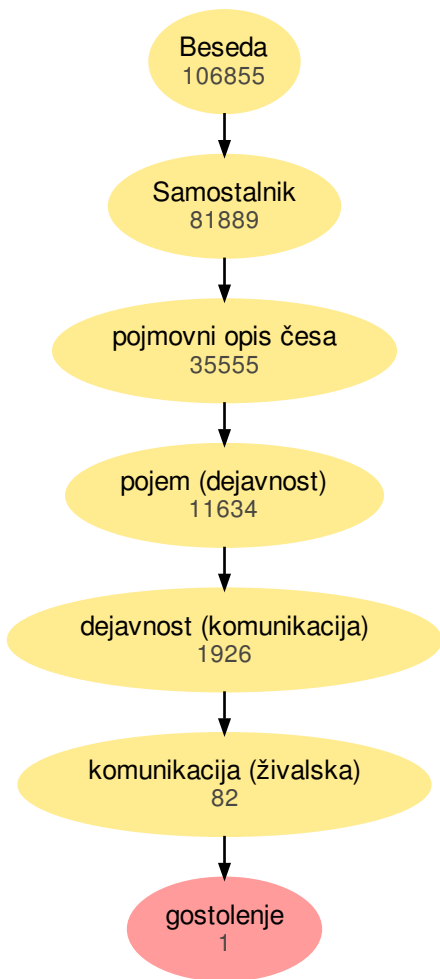 Beseda
106855
Samostalnik
81889
pojmovni opis česa
35555
pojem (dejavnost)
11634
dejavnost (komunikacija)
1926
komunikacija (živalska)
82
gostolenje
1